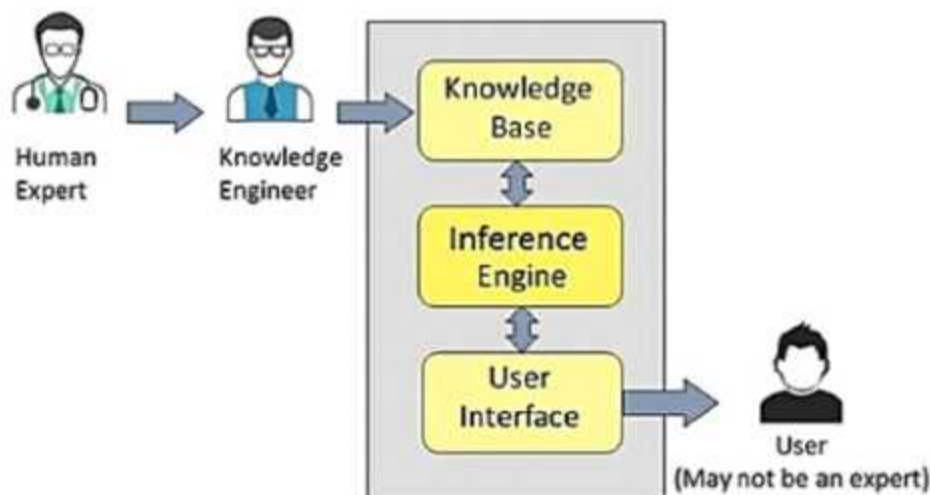 Human
Expert
Knowledge
Engineer
Knowledge
Base
Inference
Engine
User
Interface
User
(May not be an expert)